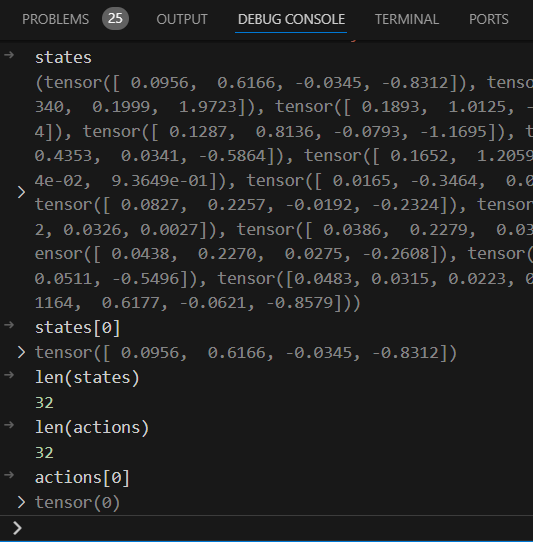 PROBLEMS 25 OUTPUT DEBUG CONSOLE TERMINAL PORTS
states
(tensor([ 0.0956,  0.6166, -0.0345, -0.8312]), tens
340,  0.1999,  1.9723]), tensor([ 0.1893,  1.0125, -
4]), tensor([ 0.1287,  0.8136, -0.0793, -1.1695]), t
0.4353,  0.0341, -0.5864]), tensor([ 0.1652,  1.2059
4e-02,  9.3649e-01]), tensor([ 0.0165, -0.3464,  0.0
tensor([ 0.0827,  0.2257, -0.0192, -0.2324]), tensor
2, 0.0326, 0.0027]), tensor([ 0.0386,  0.2279,  0.03
ensor([ 0.0438,  0.2270,  0.0275, -0.2608]), tensor(
0.0511, -0.5496]), tensor([0.0483, 0.0315, 0.0223, 0
1164,  0.6177, -0.0621, -0.8579]))
states[0]
tensor([ 0.0956,  0.6166, -0.0345, -0.8312])
len(states)
32
len(actions)
32
actions[0]
tensor(0)